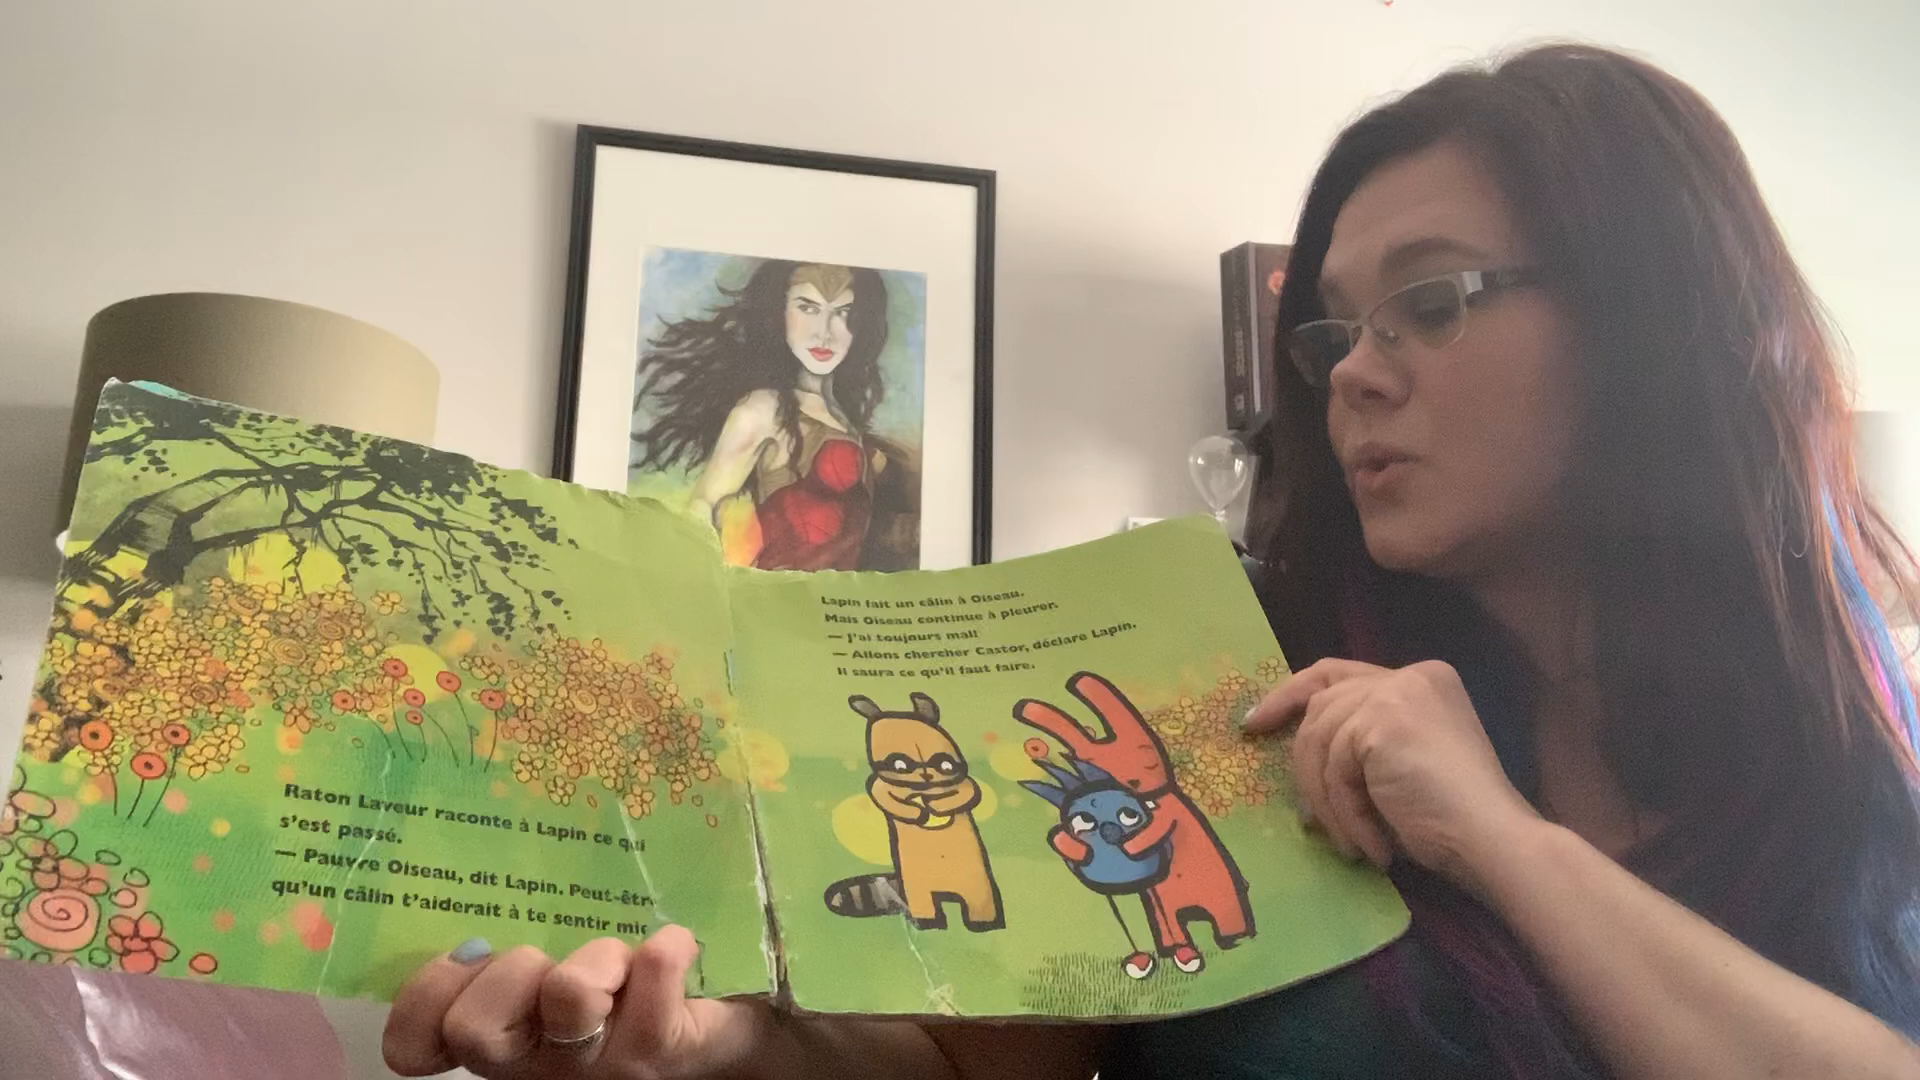 Raton Laveur raconte à Lapin ce qui
s'est passé.
— Pauvre Oiseau, dit Lapin. Peut-êtr
qu'un câlin t'aiderait à te sentir mie
Lapin fait un câlin à Oiseau.
Mais Oiseau continue à pleurer.
— J'ai toujours mal!
— Allons chercher Castor, déclare Lapin.
Il saura ce qu'il faut faire.